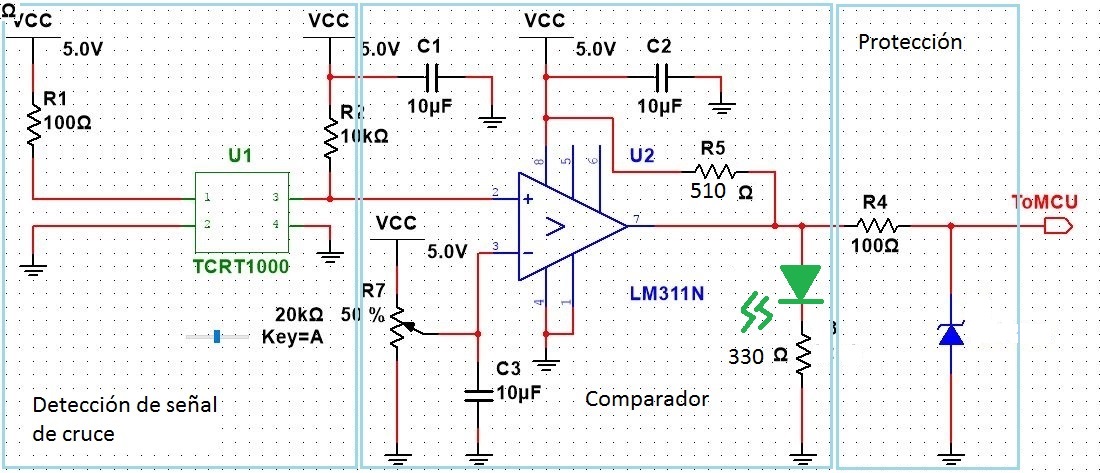 Ω
VCC
5.0V
R1
100Ω
U1
1
2
3
4
TCRT1000
VCC
5.0V
R2
10kΩ
C1
10µF
Detección de señal
de cruce
VCC
5.0V
R7
20kΩ
50 %
Key=A
C3
10µF
VCC
5.0V
C2
10µF
8
5
6
U2
2
+
3
−
>
7
4
1
LM311N
R5
510 Ω
330 Ω
Comparador
Protección
R4
100Ω
ToMCU